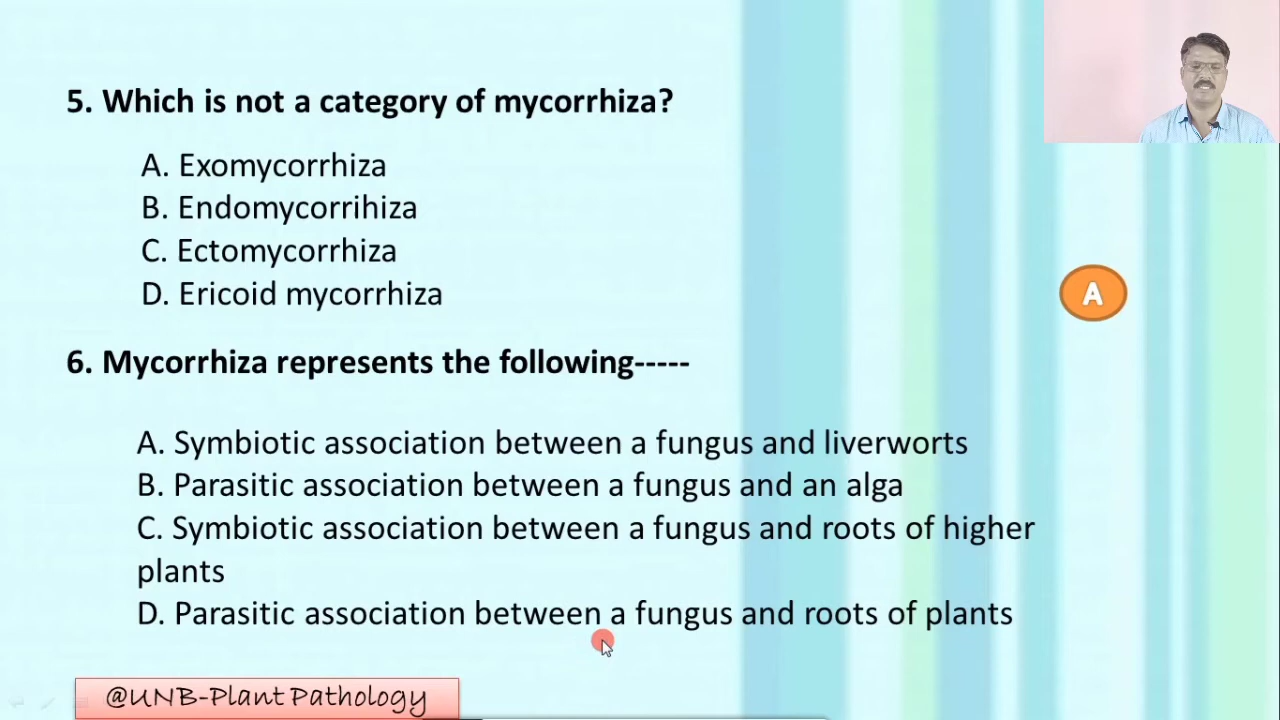 5. Which is not a category of mycorrhiza?
A. Exomycorrhiza
B. Endomycorrihiza
C. Ectomycorrhiza
D. Ericoid mycorrhiza
A
6. Mycorrhiza represents the following-----
A. Symbiotic association between a fungus and liverworts
B. Parasitic association between a fungus and an alga
C. Symbiotic association between a fungus and roots of higher
plants
D. Parasitic association between a fungus and roots of plants
@UNB-Plant Pathology